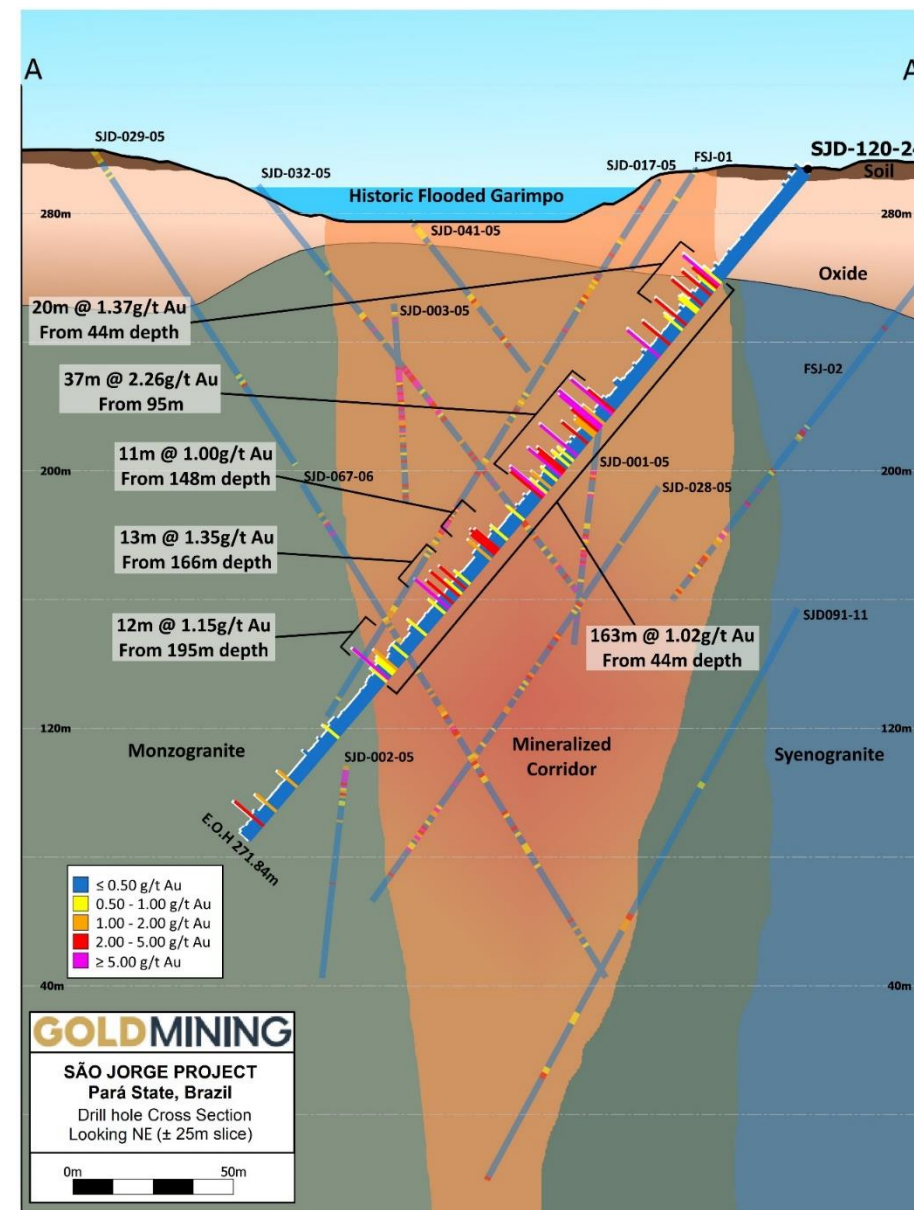 A
A
SJD-029-05
SJD-032-05
SJD-017-05
FSJ-01
SJD-120-24
Soil
Historic Flooded Garimpo
280m
280m
SJD-041-05
Oxide
20m @ 1.37g/t Au
From 44m depth
SJD-003-05
FSJ-02
37m @ 2.26g/t Au
From 95m
11m @ 1.00g/t Au
From 148m depth
200m
200m
SJD-067-06
SJD-001-05
SJD-028-05
13m @ 1.35g/t Au
From 166m depth
SJD091-11
12m @ 1.15g/t Au
From 195m depth
163m @ 1.02g/t Au
From 44m depth
120m
120m
Monzogranite
SJD-002-05
Mineralized
Corridor
Syenogranite
E.O.H 271.84m
≤ 0.50 g/t Au
0.50 - 1.00 g/t Au
1.00 - 2.00 g/t Au
2.00 - 5.00 g/t Au
≥ 5.00 g/t Au
40m
40m
GOLDMINING
SÃO JORGE PROJECT
Pará State, Brazil
Drill hole Cross Section
Looking NE (± 25m slice)
0m
50m